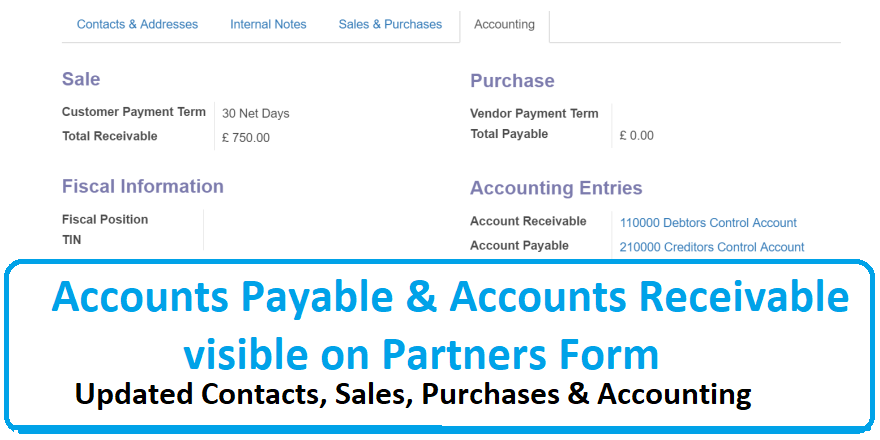 Contacts & Addresses Internal Notes Sales & Purchases Accounting
Sale
Customer Payment Term 30 Net Days
Total Receivable £ 750.00
Purchase
Vendor Payment Term
Total Payable £ 0.00
Fiscal Information
Fiscal Position
TIN
Accounting Entries
Account Receivable 110000 Debtors Control Account
Account Payable 210000 Creditors Control Account
Accounts Payable & Accounts Receivable
visible on Partners Form
Updated Contacts, Sales, Purchases & Accounting